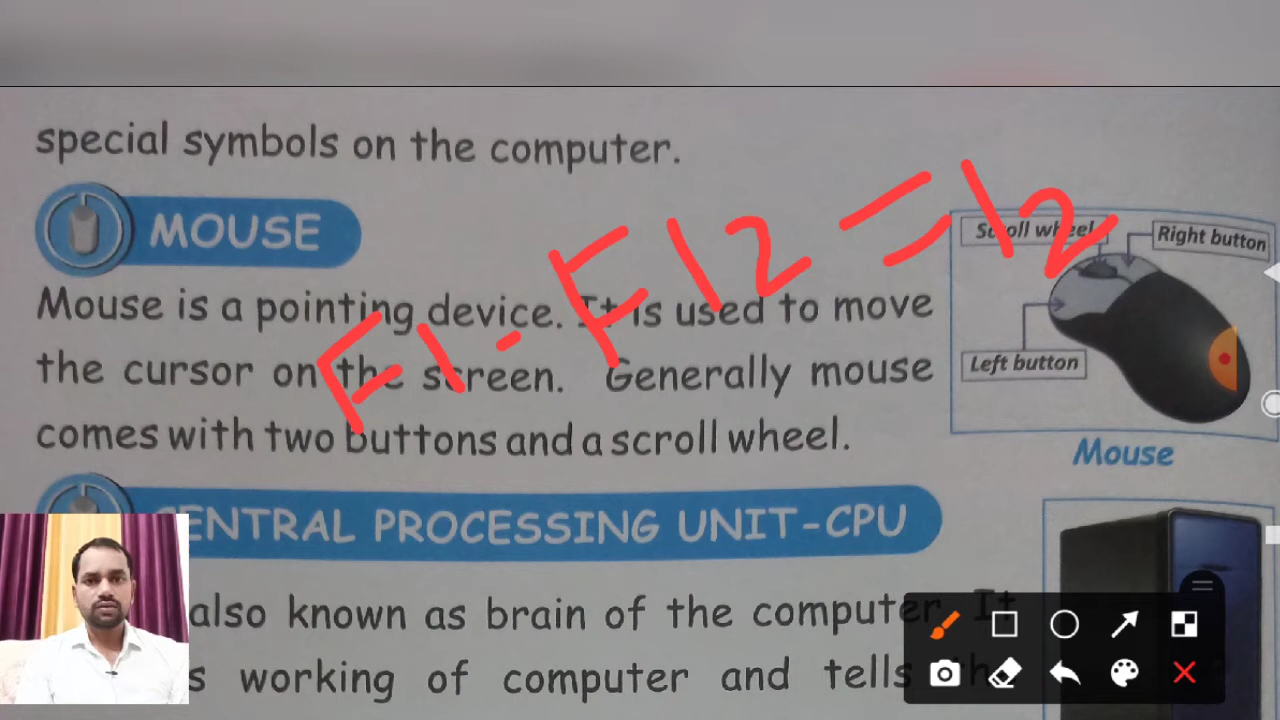 special symbols on the computer.
MOUSE
Mouse is a pointing device. It is used to move
the cursor on the screen. Generally mouse
comes with two buttons and a scroll wheel.
F1 - F12 = 12
Scroll wheel
Right button
Left button
Mouse
CENTRAL PROCESSING UNIT-CPU
also known as brain of the computer. It
working of computer and tells